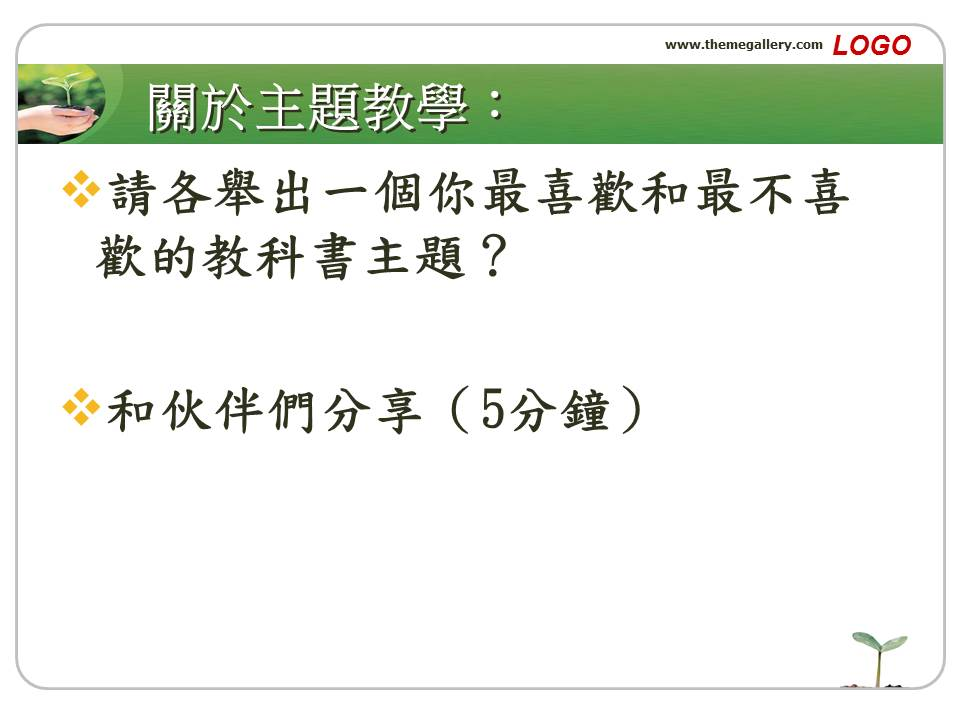 www.themegallery.com LOGO
關於主題教學：
請各舉出一個你最喜歡和最不喜
歡的教科書主題？
和伙伴們分享（5分鐘）